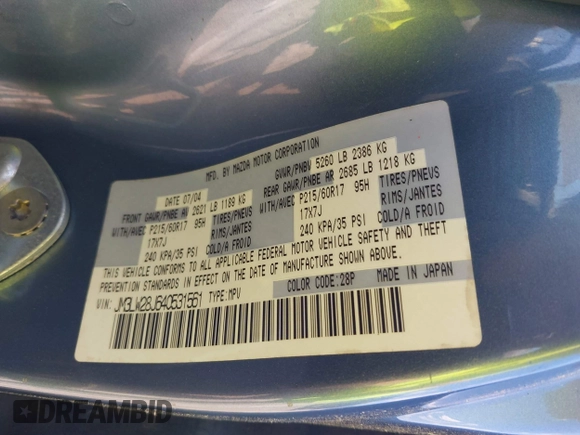 MFD. BY MAZDA MOTOR CORPORATION
DATE 07/04 GVWR/PNBV 5260 LB 2386 KG
FRONT GAWR/PNBE AV 2621 LB 1189 KG REAR GAWR/PNBE AR 2685 LB 1218 KG
WITH/AVEC P215/60R17 95H TIRES/PNEUS WITH/AVEC P215/60R17 95H TIRES/PNEUS
17X7J RIMS/JANTES 17X7J RIMS/JANTES
240 KPA/35 PSI COLD/A FROID 240 KPA/35 PSI COLD/A FROID
THIS VEHICLE CONFORMS TO ALL APPLICABLE FEDERAL MOTOR VEHICLE SAFETY AND THEFT
PREVENTION STANDARDS IN EFFECT ON THE DATE OF MANUFACTURE SHOWN ABOVE.
COLOR CODE:28P MADE IN JAPAN
VIN: JM3LW28J640531561 TYPE:MPV
DREAMBID